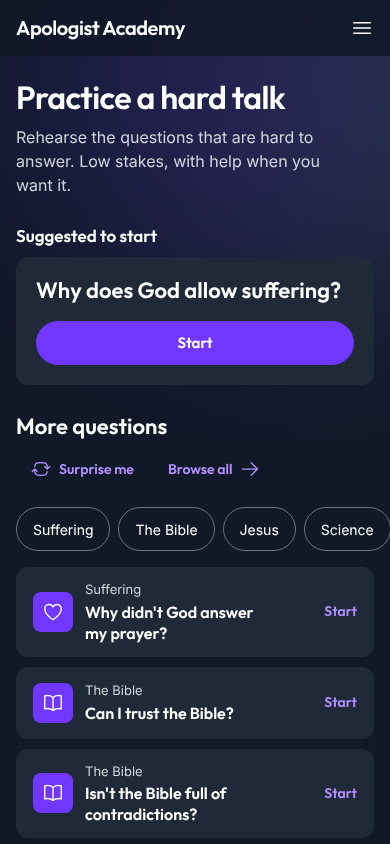 Apologist Academy
Practice a hard talk
Rehearse the questions that are hard to
answer. Low stakes, with help when you
want it.
Suggested to start
Why does God allow suffering?
Start
More questions
Surprise me
Browse all
Suffering
The Bible
Jesus
Science
Suffering
Why didn't God answer
my prayer?
Start
The Bible
Can I trust the Bible?
Start
The Bible
Isn't the Bible full of
contradictions?
Start